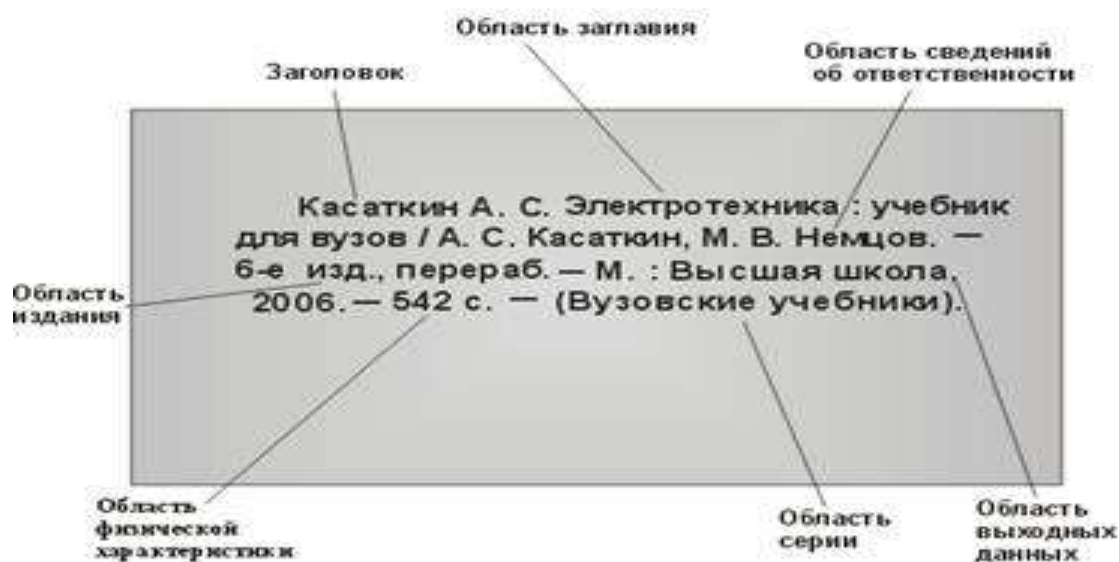 Область заглавия
Заголовок
Область сведений
об ответственности
Касаткин А. С. Электротехника : учебник
для вузов / А. С. Касаткин, М. В. Немцов. —
6-е изд., перераб. — М. : Высшая школа,
2006. — 542 с. — (Вузовские учебники).
Область
издания
Область
физической
характеристики
Область
серии
Область
выходных
данных